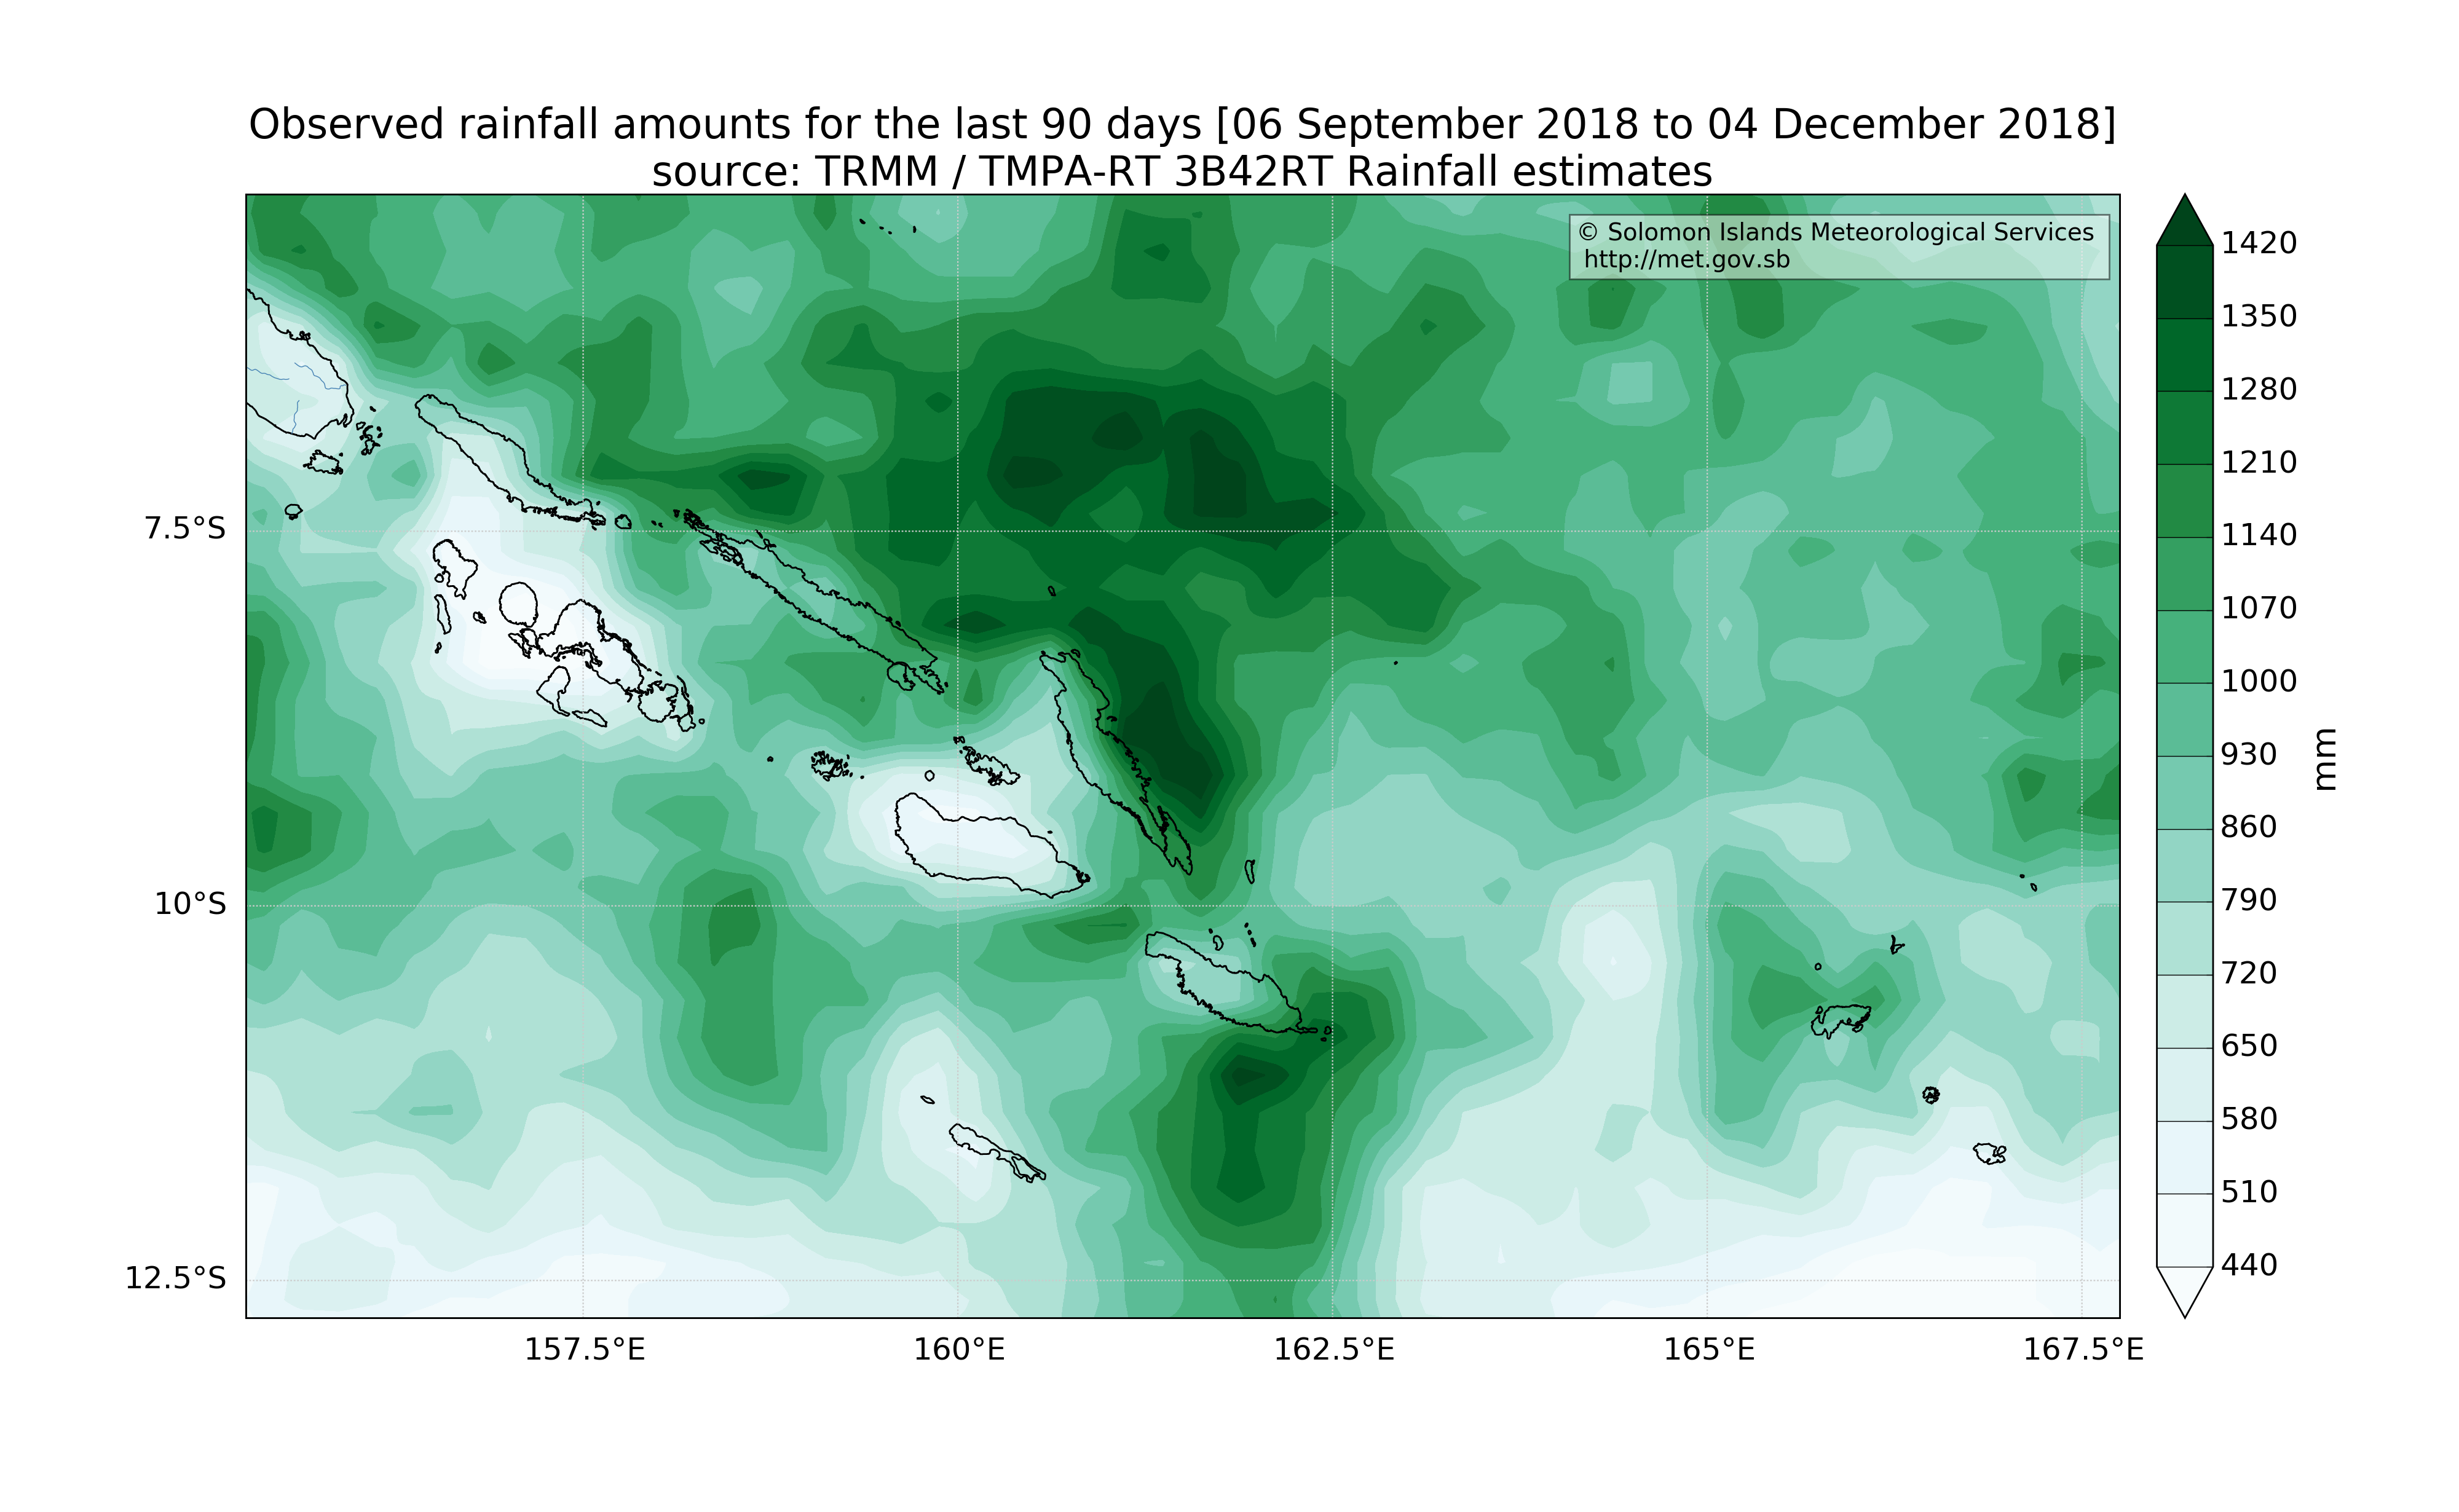 Observed rainfall amounts for the last 90 days [06 September 2018 to 04 December 2018]
source: TRMM / TMPA-RT 3B42RT Rainfall estimates
© Solomon Islands Meteorological Services
http://met.gov.sb
7.5°S
10°S
12.5°S
157.5°E
160°E
162.5°E
165°E
167.5°E
1420
1350
1280
1210
1140
1070
1000
930
860
790
720
650
580
510
440
mm